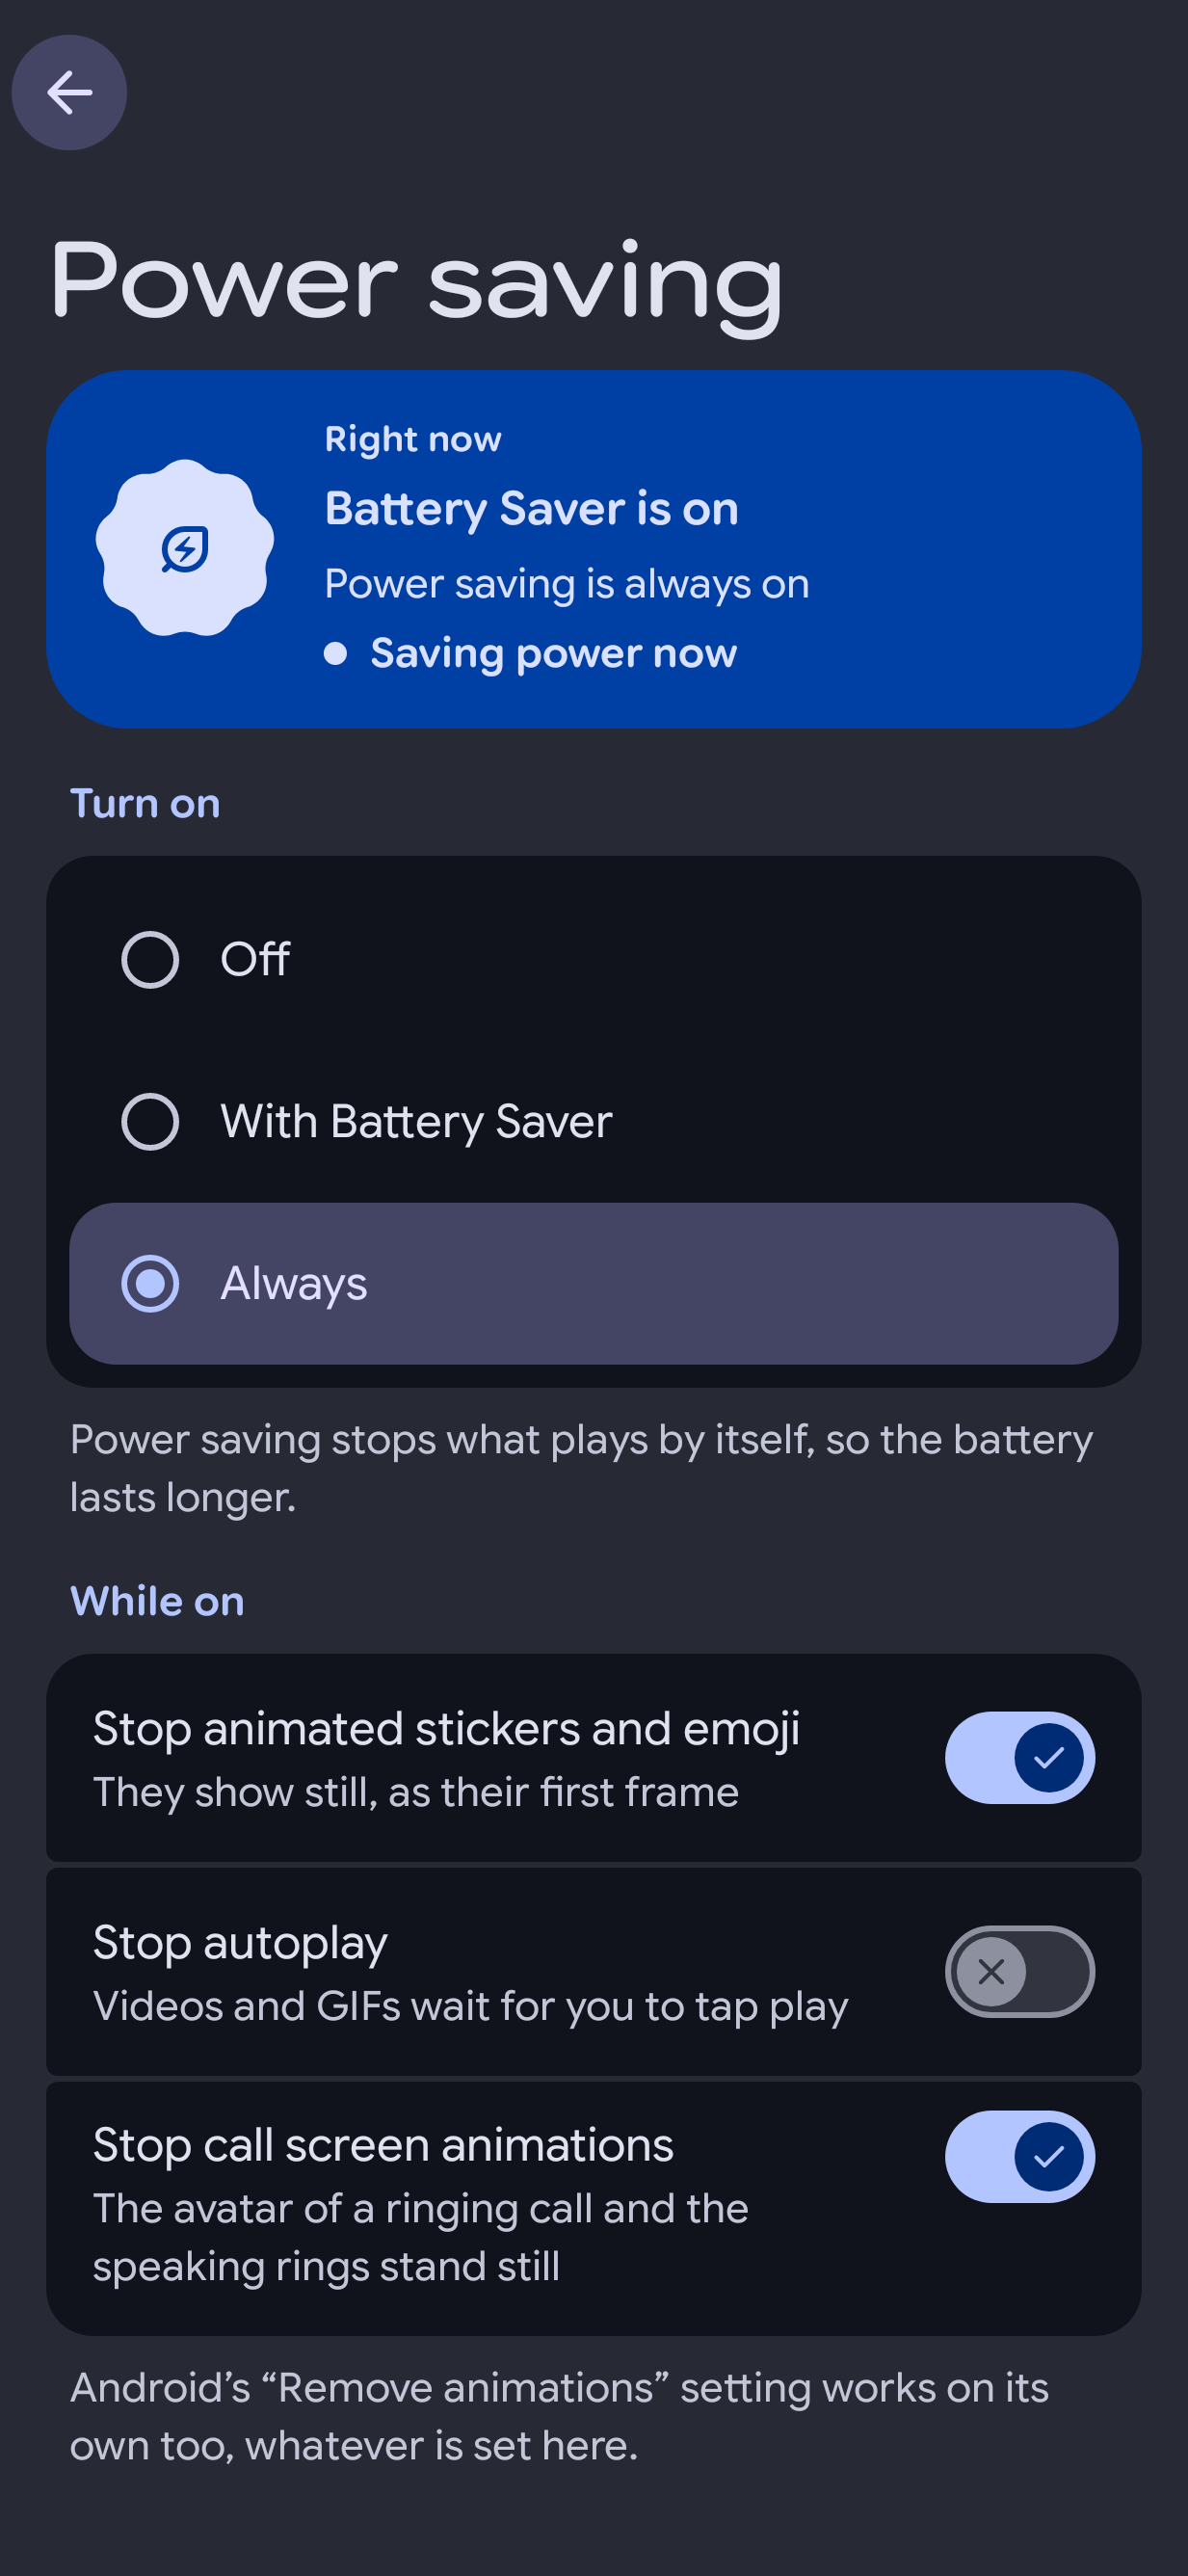 Power saving
Right now
Battery Saver is on
Power saving is always on
Saving power now
Turn on
Off
With Battery Saver
Always
Power saving stops what plays by itself, so the battery
lasts longer.
While on
Stop animated stickers and emoji
They show still, as their first frame
Stop autoplay
Videos and GIFs wait for you to tap play
Stop call screen animations
The avatar of a ringing call and the
speaking rings stand still
Android’s “Remove animations” setting works on its
own too, whatever is set here.